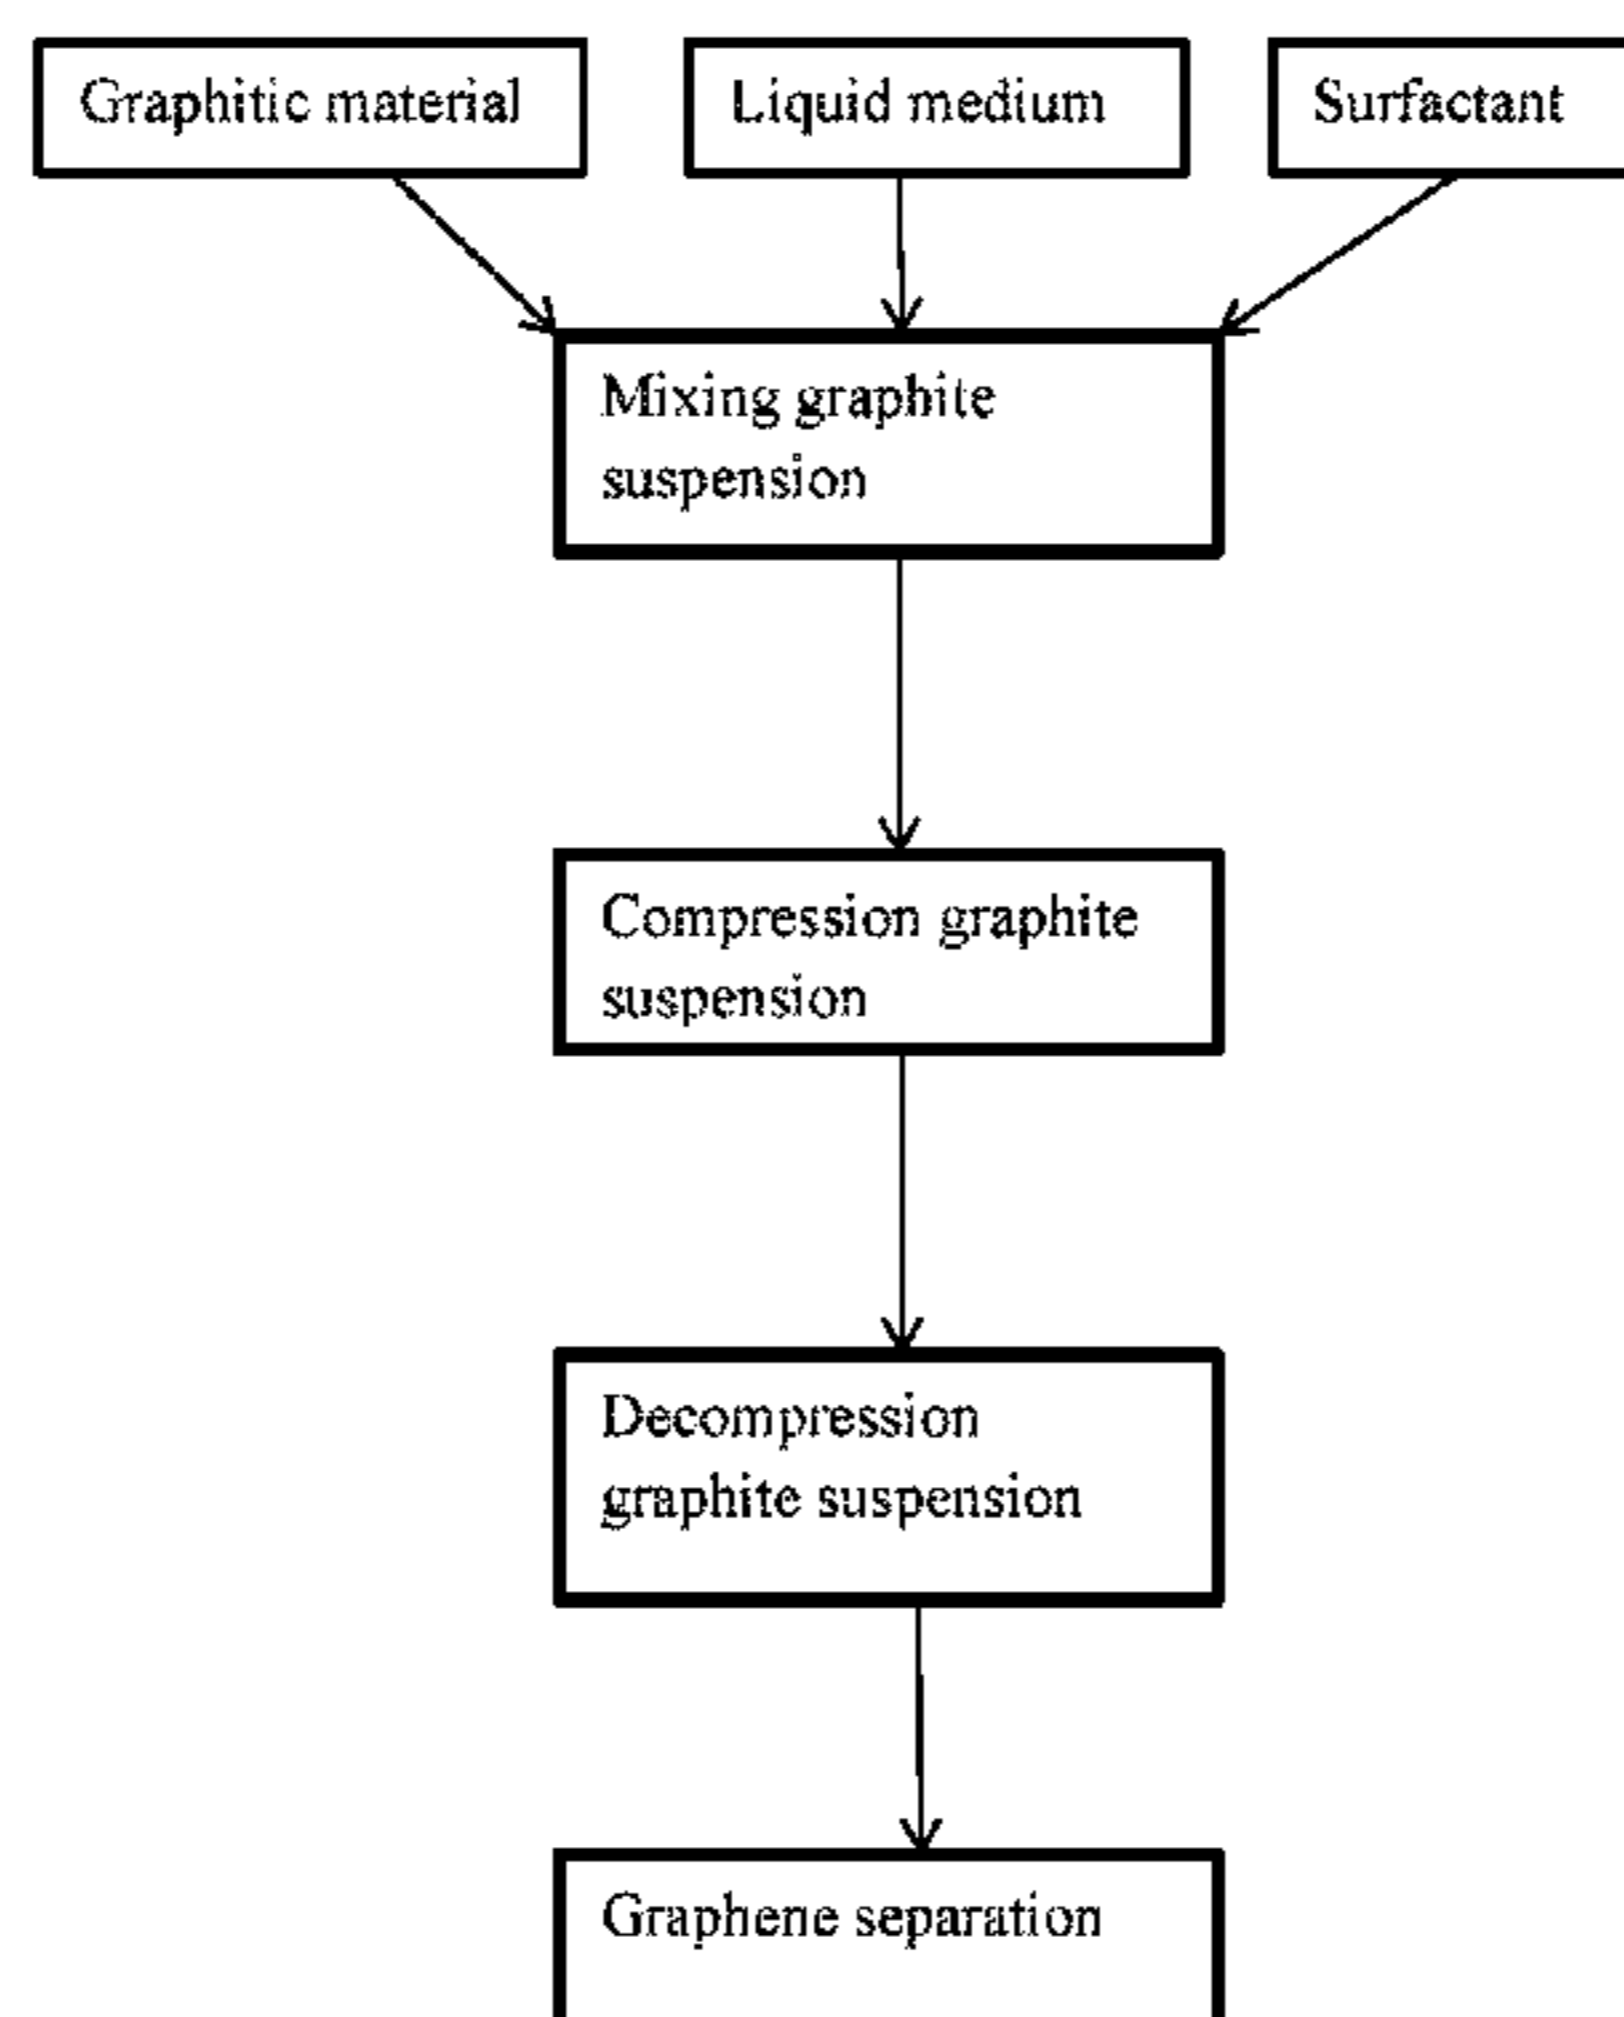 Graphitic material
Liquid medium
Surfactant
Mixing graphite
suspension
Compression graphite
suspension
Decompression
graphite suspension
Graphene separation